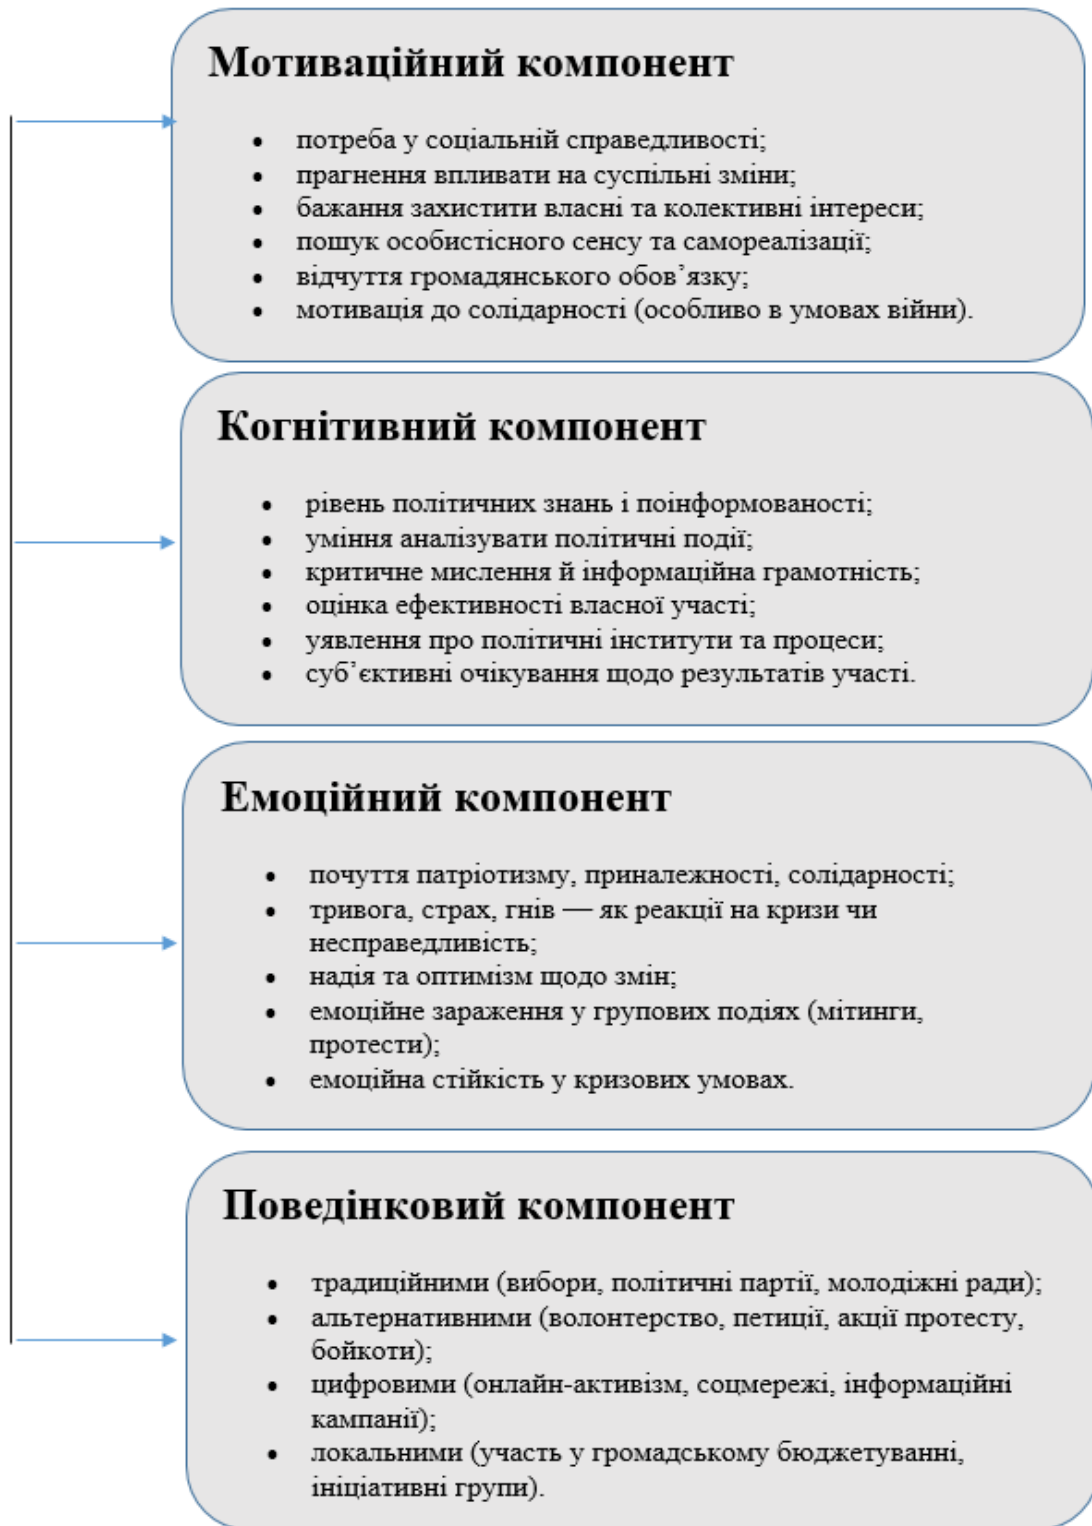 Мотиваційний компонент
• потреба у соціальній справедливості;
• прагнення впливати на суспільні зміни;
• бажання захистити власні та колективні інтереси;
• пошук особистісного сенсу та самореалізації;
• відчуття громадянського обов’язку;
• мотивація до солідарності (особливо в умовах війни).
Когнітивний компонент
• рівень політичних знань і поінформованості;
• уміння аналізувати політичні події;
• критичне мислення й інформаційна грамотність;
• оцінка ефективності власної участі;
• уявлення про політичні інститути та процеси;
• суб’єктивні очікування щодо результатів участі.
Емоційний компонент
• почуття патріотизму, приналежності, солідарності;
• тривога, страх, гнів — як реакції на кризи чи
несправедливість;
• надія та оптимізм щодо змін;
• емоційне зараження у групових подіях (мітинги,
протести);
• емоційна стійкість у кризових умовах.
Поведінковий компонент
• традиційними (вибори, політичні партії, молодіжні ради);
• альтернативними (волонтерство, петиції, акції протесту,
бойкоти);
• цифровими (онлайн-активізм, соцмережі, інформаційні
кампанії);
• локальними (участь у громадському бюджетуванні,
ініціативні групи).